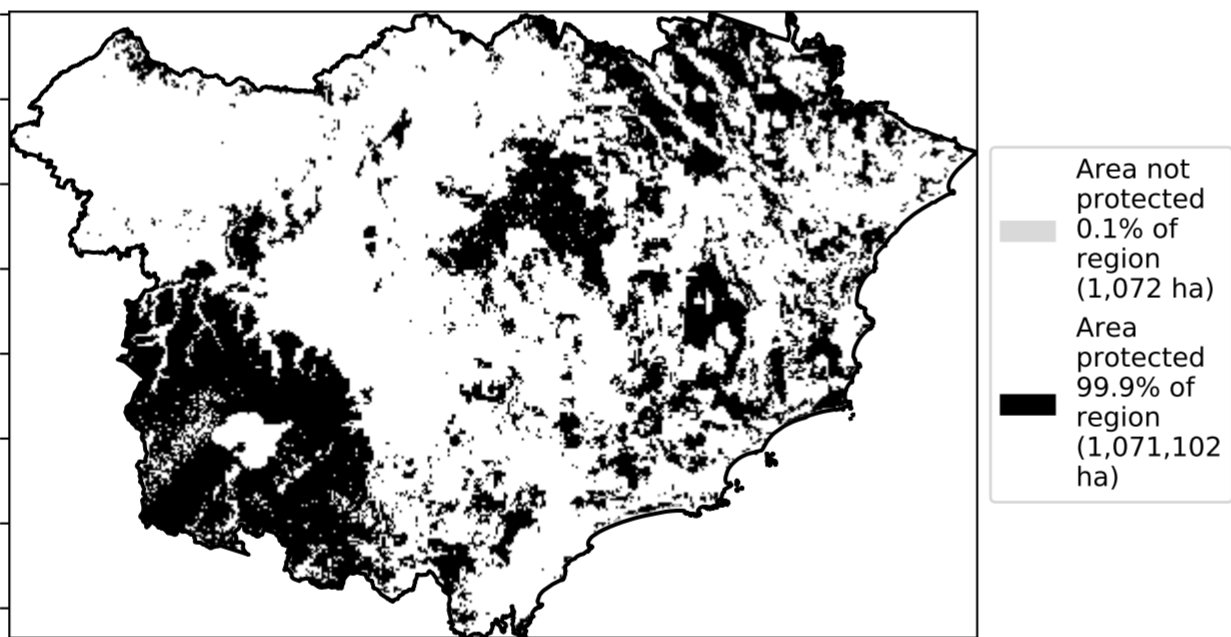 Area not
protected
0.1% of
region
(1,072 ha)
Area
protected
99.9% of
region
(1,071,102
ha)